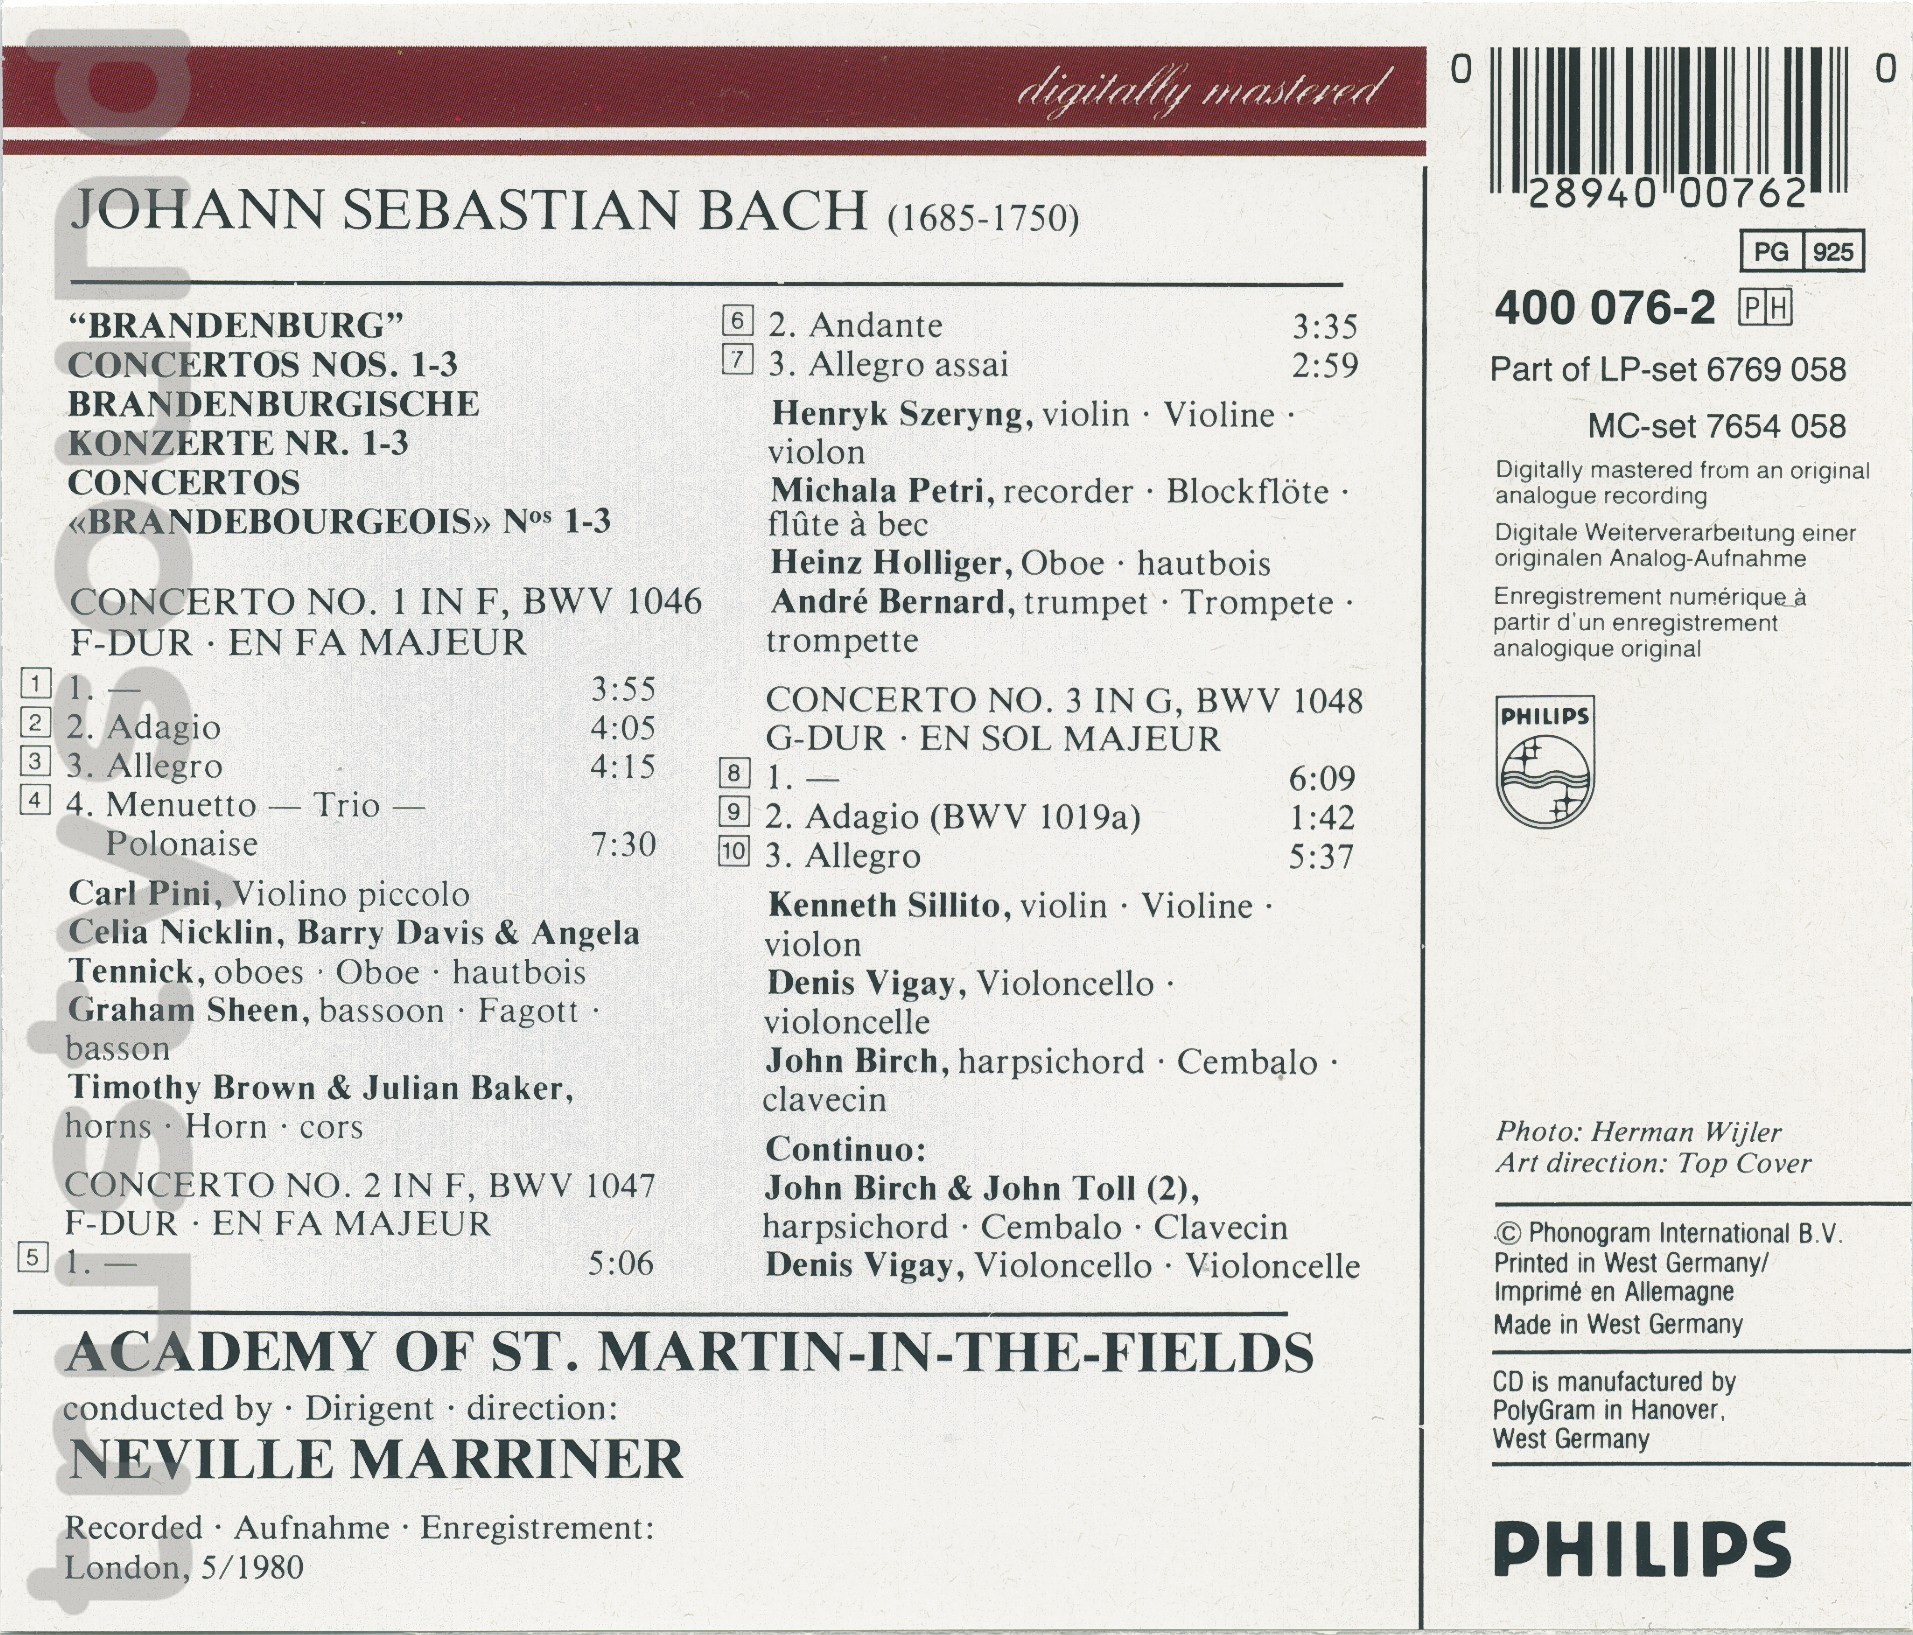 digitally mastered
JOHANN SEBASTIAN BACH (1685-1750)
“BRANDENBURG”
CONCERTOS NOS. 1-3
BRANDENBURGISCHE
KONZERTE NR. 1-3
CONCERTOS
«BRANDEBOURGEOIS» Nos 1-3
CONCERTO NO. 1 IN F, BWV 1046
F-DUR · EN FA MAJEUR
1 1. — 3:55
2 2. Adagio 4:05
3 3. Allegro 4:15
4 4. Menuetto — Trio —
Polonaise 7:30
Carl Pini, Violino piccolo
Celia Nicklin, Barry Davis & Angela
Tennick, oboes · Oboe · hautbois
Graham Sheen, bassoon · Fagott ·
basson
Timothy Brown & Julian Baker,
horns · Horn · cors
CONCERTO NO. 2 IN F, BWV 1047
F-DUR · EN FA MAJEUR
5 1. — 5:06
6 2. Andante 3:35
7 3. Allegro assai 2:59
Henryk Szeryng, violin · Violine ·
violon
Michala Petri, recorder · Blockflöte ·
flûte à bec
Heinz Holliger, Oboe · hautbois
André Bernard, trumpet · Trompete ·
trompette
CONCERTO NO. 3 IN G, BWV 1048
G-DUR · EN SOL MAJEUR
8 1. — 6:09
9 2. Adagio (BWV 1019a) 1:42
10 3. Allegro 5:37
Kenneth Sillito, violin · Violine ·
violon
Denis Vigay, Violoncello ·
violoncelle
John Birch, harpsichord · Cembalo ·
clavecin
Continuo:
John Birch & John Toll (2),
harpsichord · Cembalo · Clavecin
Denis Vigay, Violoncello · Violoncelle
ACADEMY OF ST. MARTIN-IN-THE-FIELDS
conducted by · Dirigent · direction:
NEVILLE MARRINER
Recorded · Aufnahme · Enregistrement:
London, 5/1980
0 28940 00762 0
PG 925
400 076-2 PH
Part of LP-set 6769 058
MC-set 7654 058
Digitally mastered from an original
analogue recording
Digitale Weiterverarbeitung einer
originalen Analog-Aufnahme
Enregistrement numérique à
partir d'un enregistrement
analogique original
PHILIPS
Photo: Herman Wijler
Art direction: Top Cover
© Phonogram International B.V.
Printed in West Germany/
Imprimé en Allemagne
Made in West Germany
CD is manufactured by
PolyGram in Hanover,
West Germany
PHILIPS
truststysound